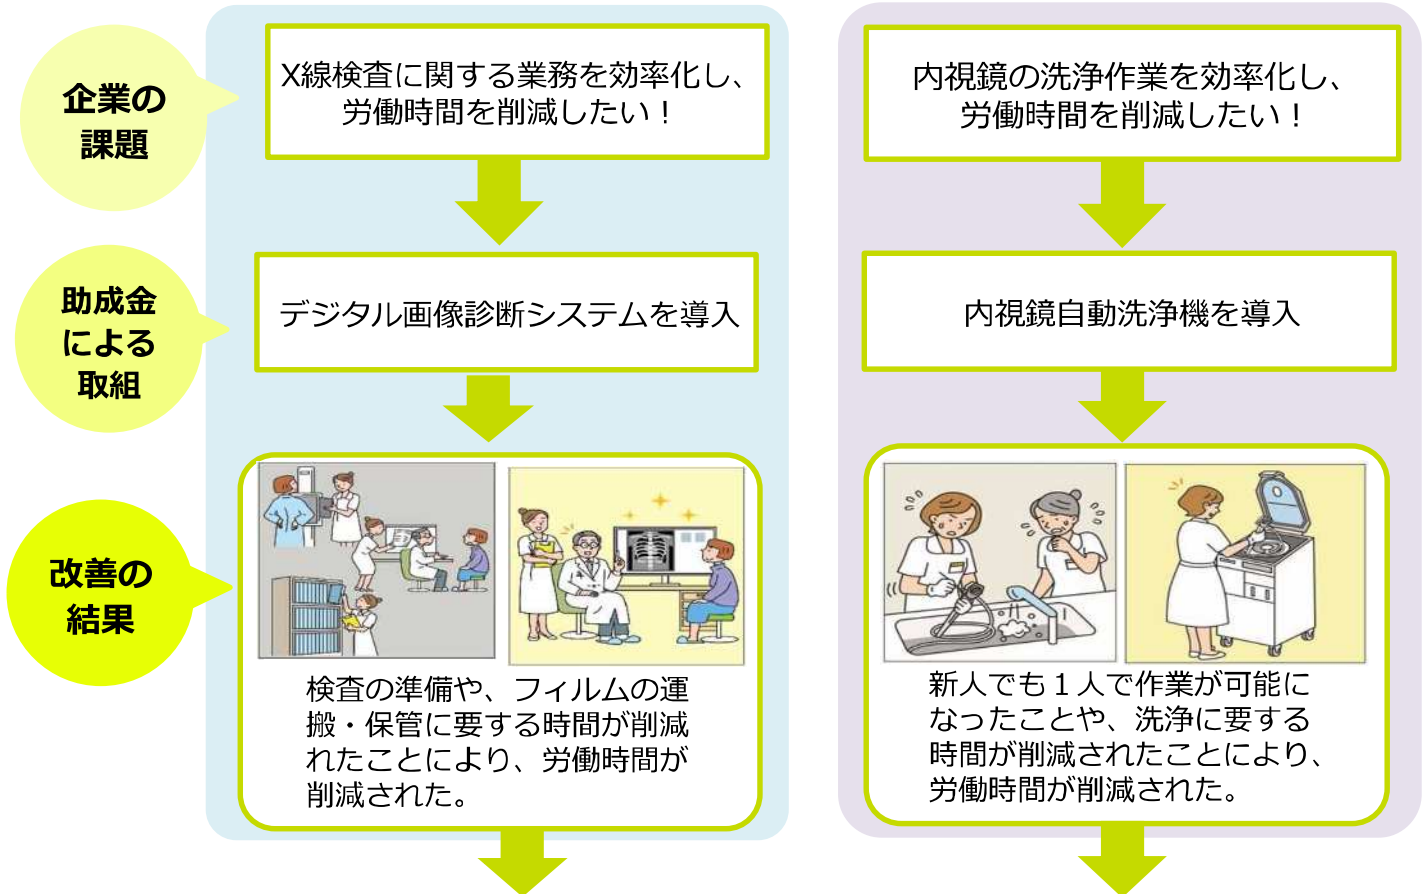 企業の
課題
X線検査に関する業務を効率化し、
労働時間を削減したい！
内視鏡の洗浄作業を効率化し、
労働時間を削減したい！
助成金
による
取組
デジタル画像診断システムを導入
内視鏡自動洗浄機を導入
改善の
結果
検査の準備や、フィルムの運
搬・保管に要する時間が削減
れたことにより、労働時間が
削減された。
新人でも１人で作業が可能に
なったことや、洗浄に要する
時間が削減されたことにより、
労働時間が削減された。